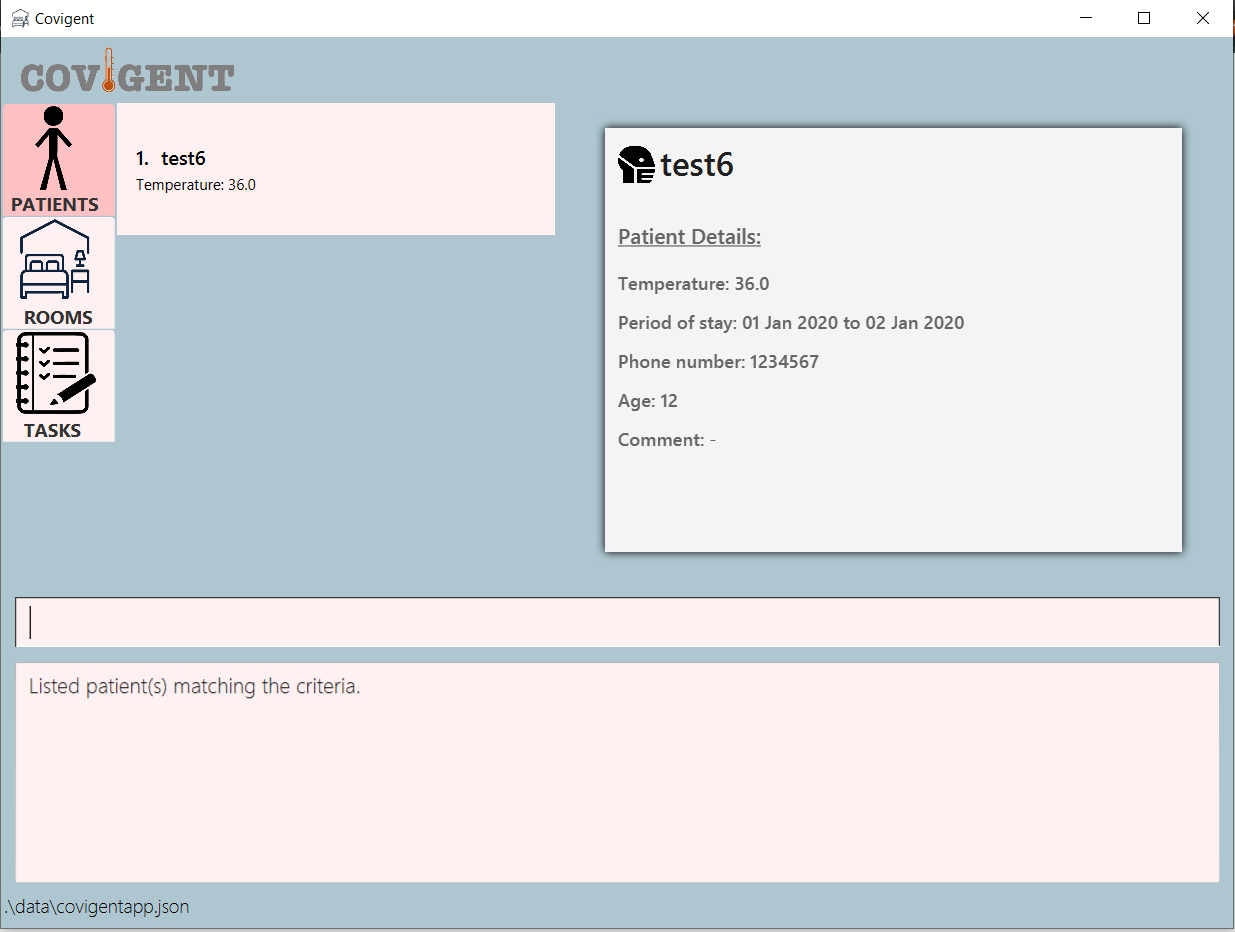 Covigent
COVIGENT
PATIENTS
ROOMS
TASKS
1. test6
Temperature: 36.0
test6
Patient Details:
Temperature: 36.0
Period of stay: 01 Jan 2020 to 02 Jan 2020
Phone number: 1234567
Age: 12
Comment: -
Listed patient(s) matching the criteria.
.\data\covigentapp.json